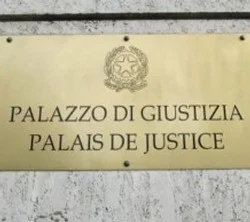 PALAZZO DI GIUSTIZIA
PALAIS DE JUSTICE